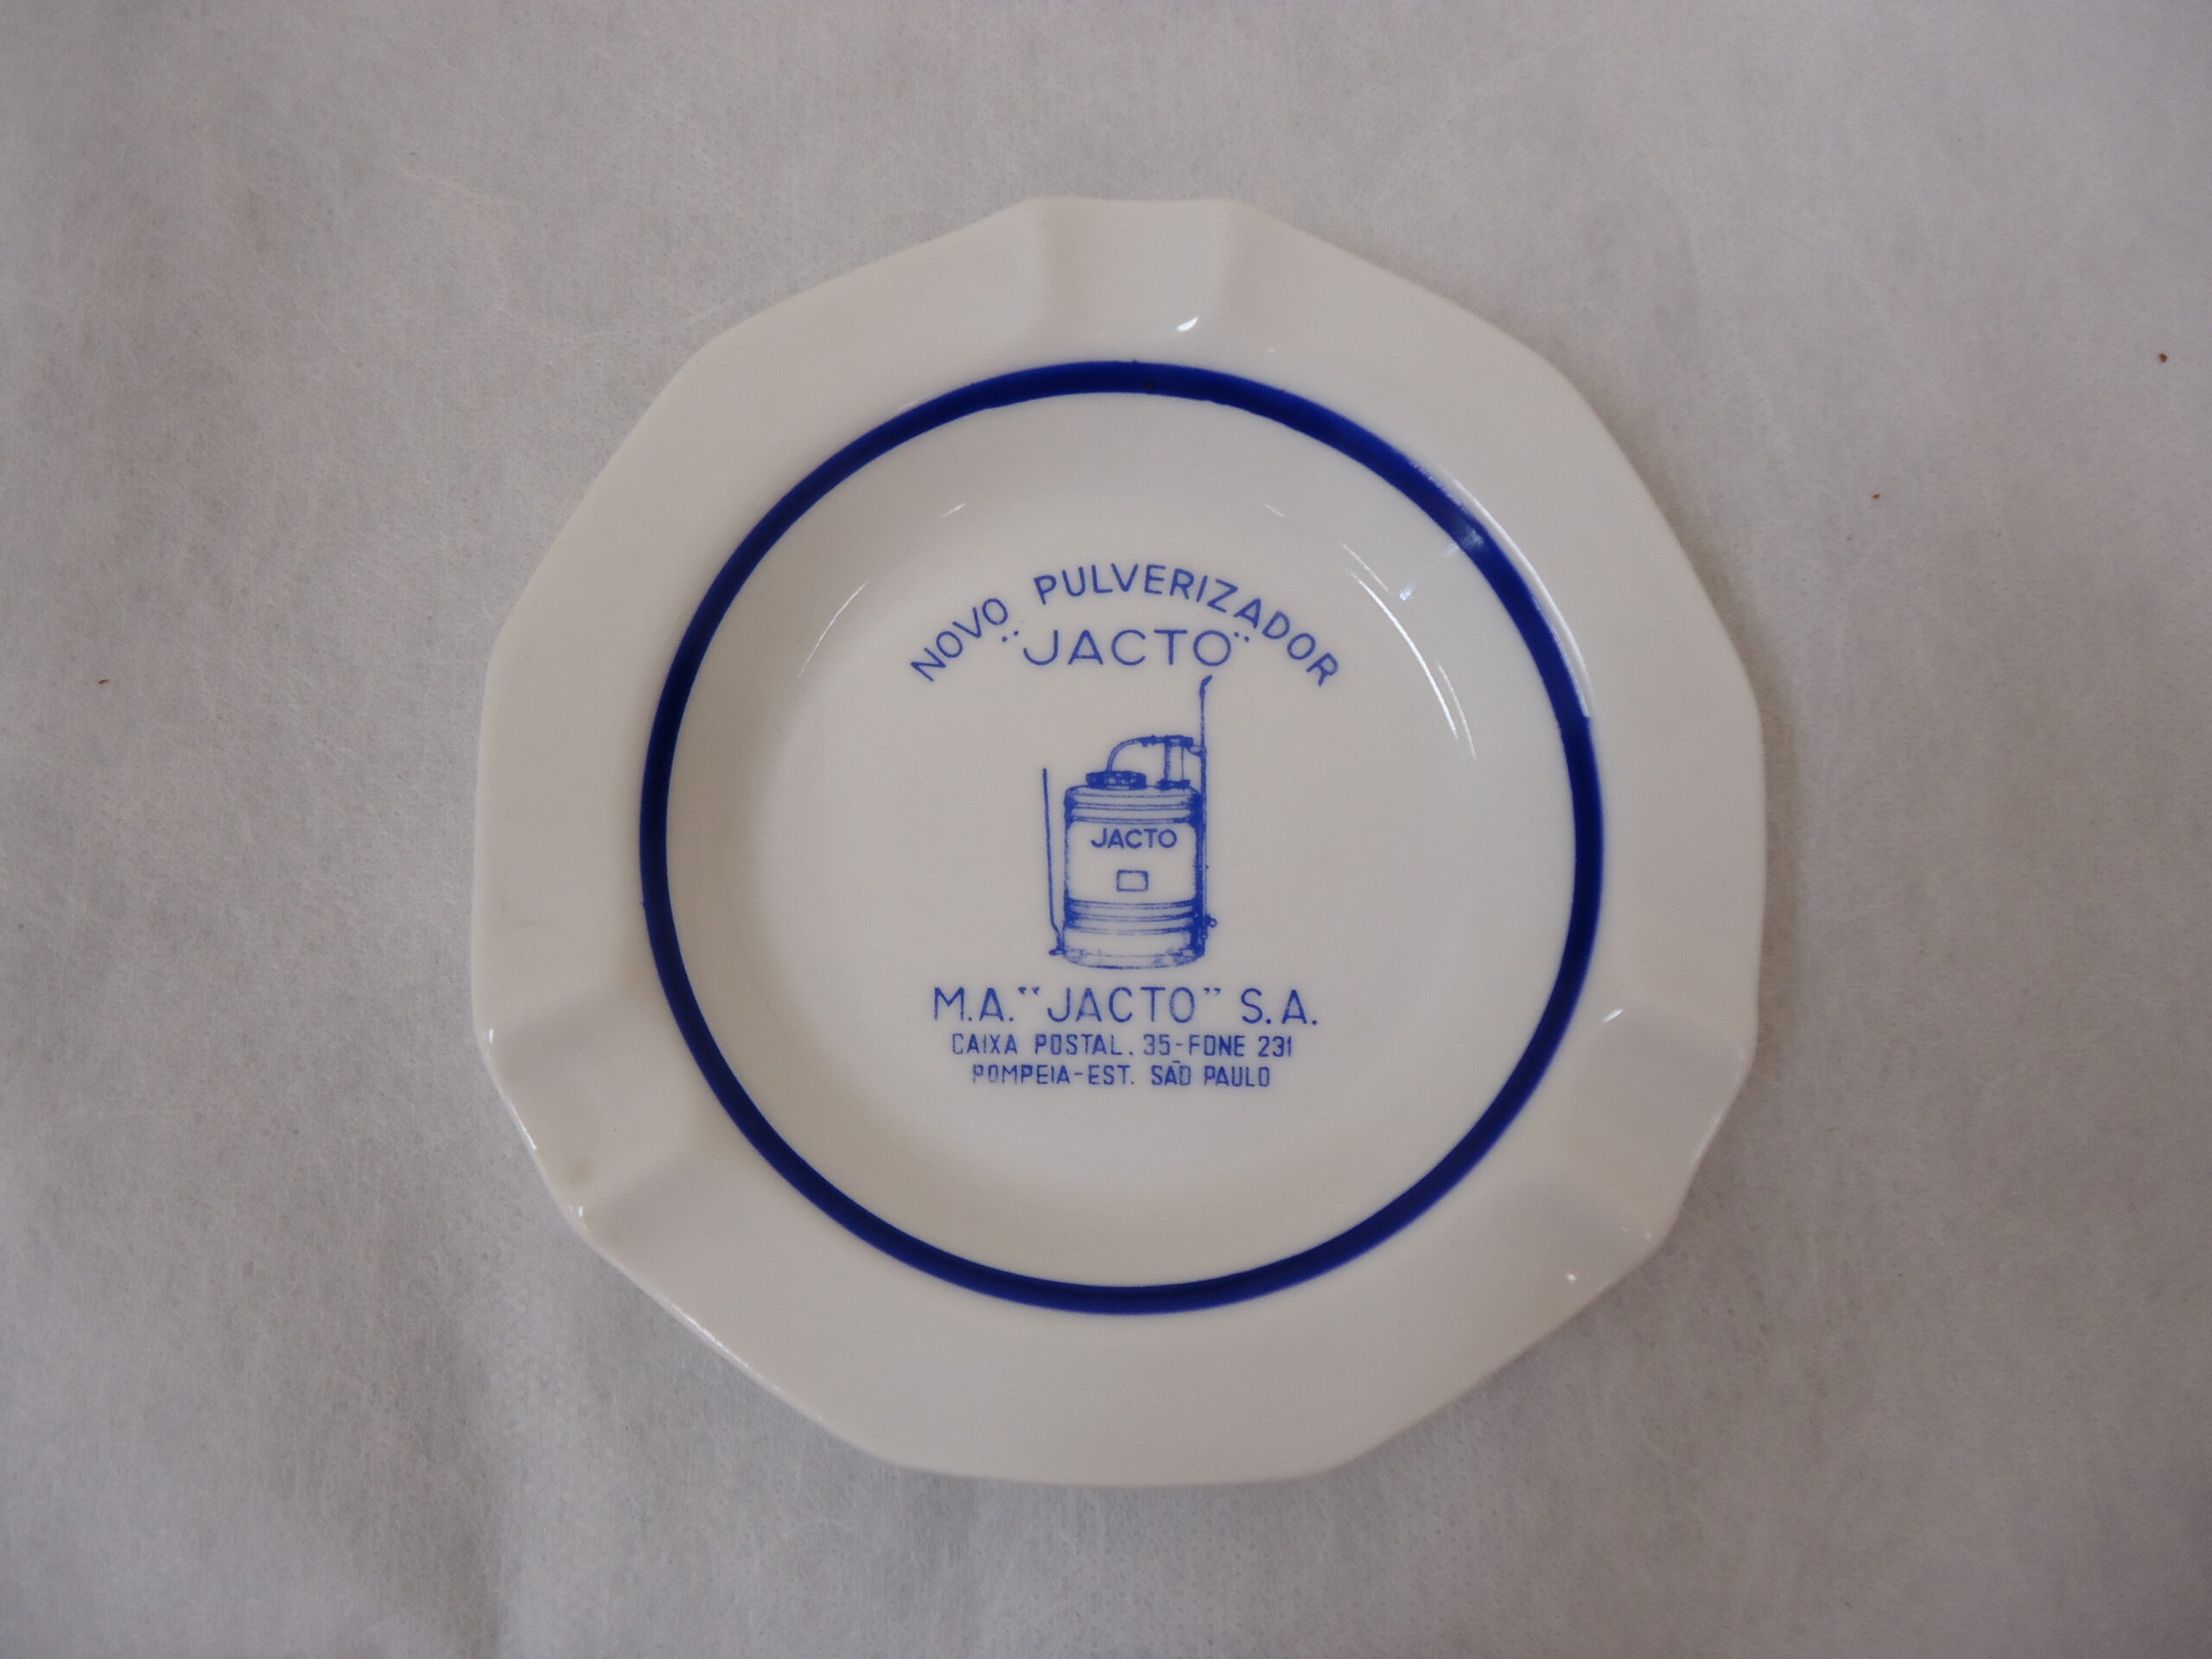 NOVO PULVERIZADOR
"JACTO"
JACTO
M.A. "JACTO" S.A.
CAIXA POSTAL. 35-FONE 231
POMPEIA-EST. SÃO PAULO